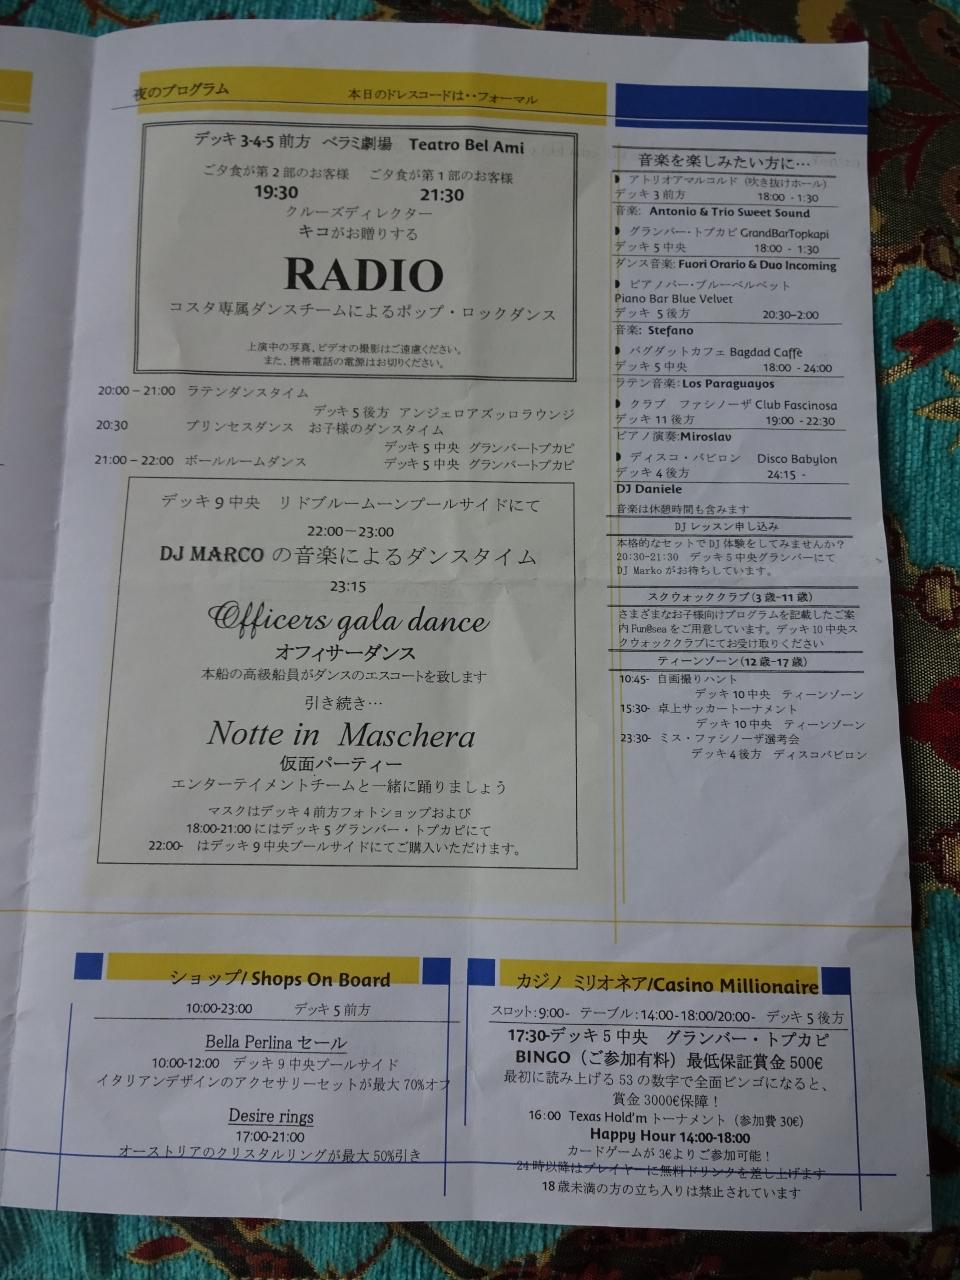 夜のプログラム 本日のドレスコードは・・フォーマル
デッキ 3-4-5 前方 ベラミ劇場 Teatro Bel Ami
ご夕食が第２部のお客様 ご夕食が第１部のお客様
19:30 21:30
クルーズディレクター
キコがお贈りする
RADIO
コスタ専属ダンスチームによるポップ・ロックダンス
上演中の写真、ビデオの撮影はご遠慮ください。
また、携帯電話の電源はお切りください。
20:00－21:00 ラテンダンスタイム
デッキ 5 後方 アンジェロアズッロラウンジ
20:30 プリンセスダンス お子様のダンスタイム
デッキ 5 中央 グランバートプカピ
21:00－22:00 ボールルームダンス デッキ 5 中央 グランバートプカピ
デッキ 9 中央 リドブルームーンプールサイドにて
22:00－23:00
DJ MARCO の音楽によるダンスタイム
23:15
Officers gala dance
オフィサーダンス
本船の高級船員がダンスのエスコートを致します
引き続き…
Notte in Maschera
仮面パーティー
エンターテイメントチームと一緒に踊りましょう
マスクはデッキ 4 前方フォトショップおよび
18:00-21:00 にはデッキ 5 グランバー・トプカピにて
22:00- はデッキ 9 中央プールサイドにてご購入いただけます。
音楽を楽しみたい方に…
◗ アトリオアマルコルド (吹き抜けホール)
デッキ 3 前方 18:00 - 1:30
音楽: Antonio & Trio Sweet Sound
◗ グランバー・トプカピ GrandBarTopkapi
デッキ 5 中央 18:00 - 1:30
ダンス音楽: Fuori Orario & Duo Incoming
◗ ピアノバー・ブルーベルベット
Piano Bar Blue Velvet
デッキ 5 後方 20:30–2:00
音楽: Stefano
◗ バグダットカフェ Bagdad Caffè
デッキ 5 中央 18:00 - 24:00
ラテン音楽: Los Paraguayos
◗ クラブ ファシノーザ Club Fascinosa
デッキ 11 後方 19:00 - 22:30
ピアノ演奏:Miroslav
◗ ディスコ・バビロン Disco Babylon
デッキ 4 後方 24:15 -
DJ Daniele
音楽は休憩時間も含みます
DJ レッスン申し込み
本格的なセットで DJ 体験をしてみませんか？
20:30-21:30 デッキ 5 中央グランバーにて
DJ Marko がお待ちしています。
スクウォッククラブ(3 歳-11 歳)
さまざまなお子様向けプログラムを記載したご案
内 Fun@sea をご用意しています。デッキ 10 中央ス
クウォッククラブにてお受け取りください
ティーンゾーン(12 歳-17 歳)
10:45- 自画撮りハント
デッキ 10 中央 ティーンゾーン
15:30- 卓上サッカートーナメント
デッキ 10 中央 ティーンゾーン
23:30- ミス・ファシノーザ選考会
デッキ 4 後方 ディスコバビロン
ショップ/ Shops On Board
10:00-23:00 デッキ 5 前方
Bella Perlina セール
10:00-12:00 デッキ 9 中央プールサイド
イタリアンデザインのアクセサリーセットが最大 70%オフ
Desire rings
17:00-21:00
オーストリアのクリスタルリングが最大 50%引き
カジノ ミリオネア/Casino Millionaire
スロット:9:00- テーブル:14:00-18:00/20:00- デッキ 5 後方
17:30-デッキ 5 中央 グランバー・トプカピ
BINGO（ご参加有料）最低保証賞金 500€
最初に読み上げる 53 の数字で全面ビンゴになると、
賞金 3000€保障！
16:00 Texas Hold’m トーナメント（参加費 30€）
Happy Hour 14:00-18:00
カードゲームが 3€よりご参加可能！
24 時以降はプレイヤーに無料ドリンクを差し上げます
18 歳未満の方の立ち入りは禁止されています